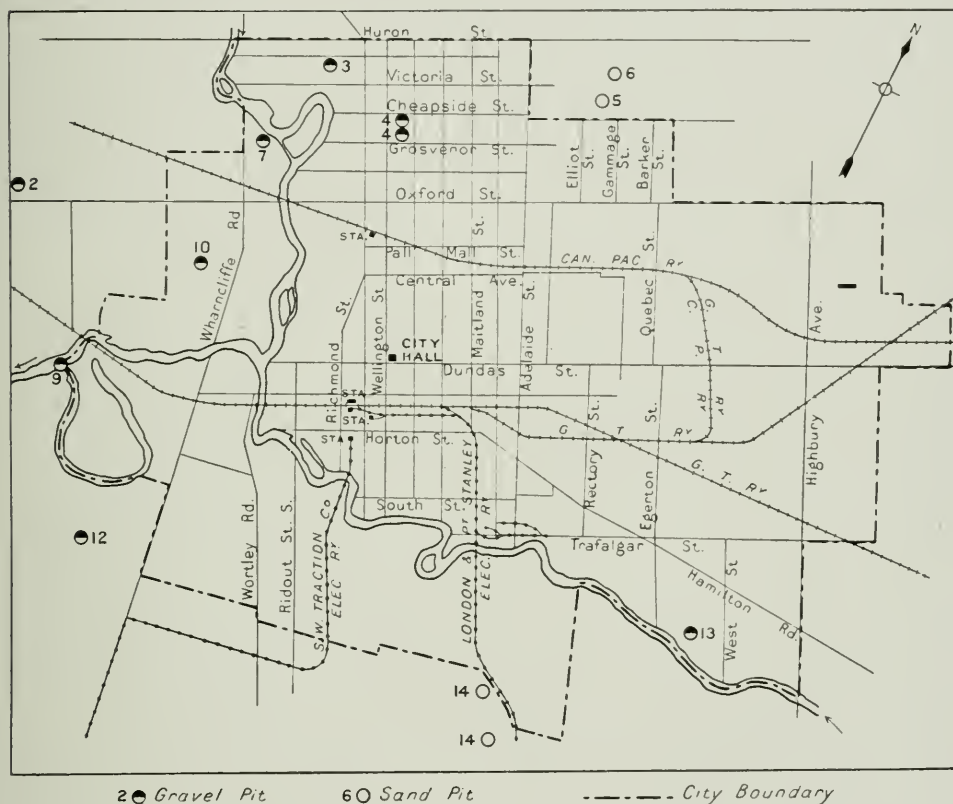 N
Huron St.
3
Victoria St.
6
5
Cheapside St.
4
4
7
Grosvenor St.
Elliot St.
Gammage St.
Barker St.
2
Oxford St.
STA.
Pall Mall St.
CAN. PAC RY
10
Wharncliffe Rd
Central Ave.
Richmond St.
Wellington St
Maitland St.
Adelaide St.
Quebec St.
C. P. RY
G. T. RY
Highbury Ave.
CITY HALL
Dundas St.
9
STA
STA.
STA
Horton St.
G T RY
G. T. RY
Rectory St.
Egerton St.
South St.
12
Wortley Rd.
Ridout St. S.
S.W. TRACTION CO
ELEC RY.
LONDON & PT STANLEY
ELEC. RY
Trafalgar St.
Hamilton Rd.
West St
13
14
14
2 Gravel Pit
6 Sand Pit
City Boundary